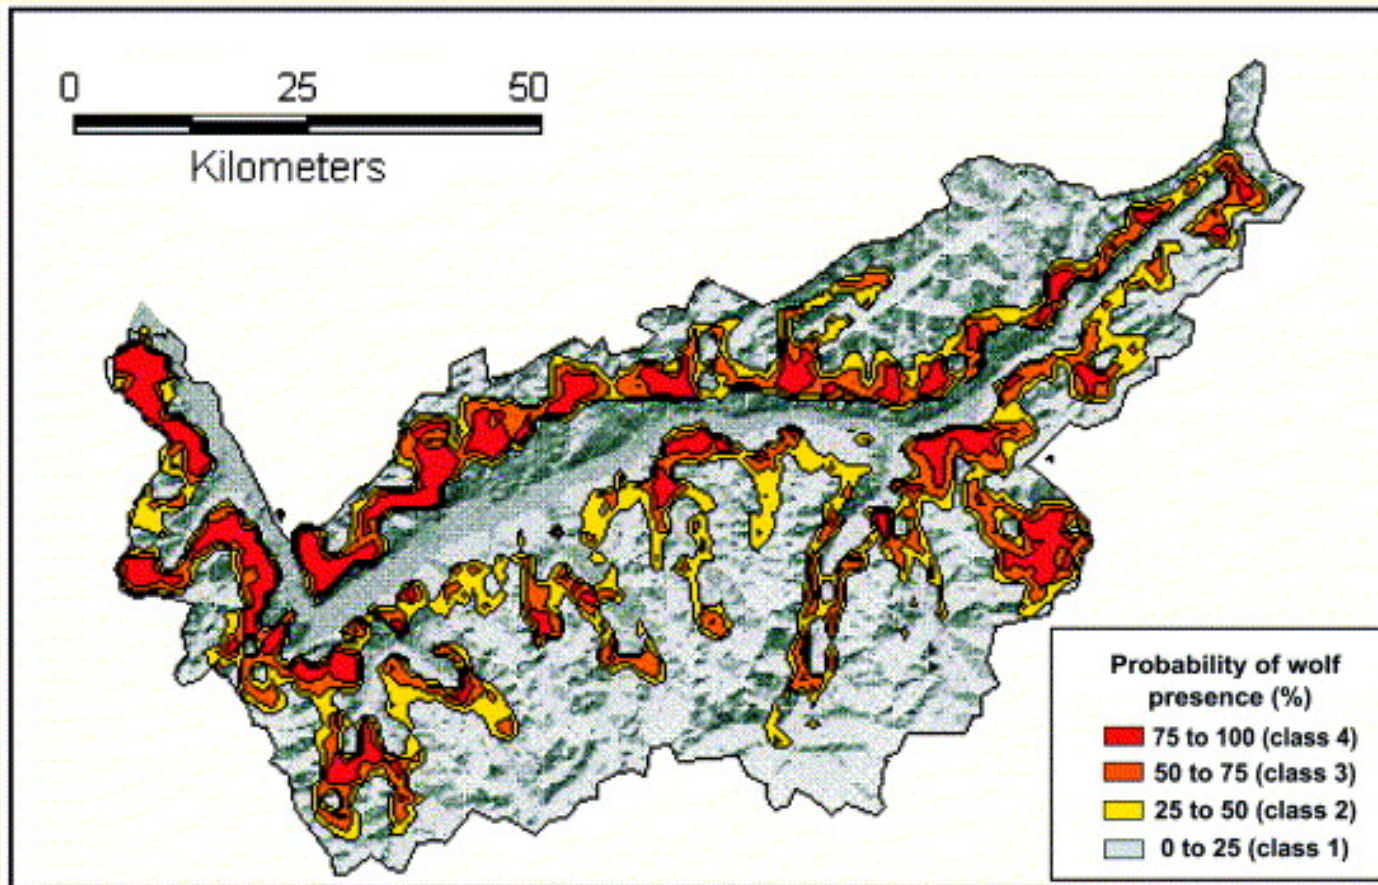 0 25 50
Kilometers
Probability of wolf
presence (%)
75 to 100 (class 4)
50 to 75 (class 3)
25 to 50 (class 2)
0 to 25 (class 1)